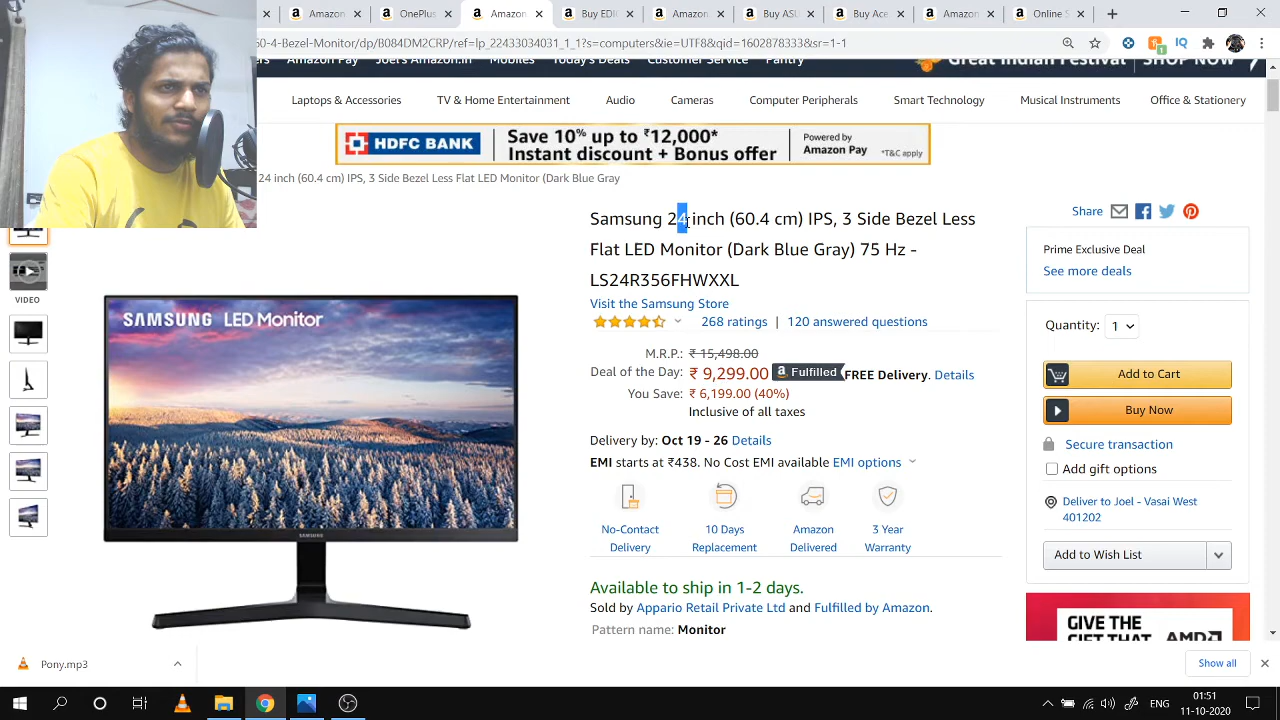 Amazon
OnePlus
Amazon
Buy EDI
Amazon
Buy ASU
Buy Ace
Amazon
Online S
60-4-Bezel-Monitor/dp/B084DM2CRP/ref=lp_22433034031_1_1?s=computers&ie=UTF8&qid=1602878333&sr=1-1
ers Amazon Pay Joel's Amazon.in Mobiles Today's Deals Customer Service Pantry Great Indian Festival SHOP NOW
Laptops & Accessories TV & Home Entertainment Audio Cameras Computer Peripherals Smart Technology Musical Instruments Office & Stationery
HDFC BANK
Save 10% up to ₹12,000*
Instant discount + Bonus offer
Powered by
Amazon Pay
*T&C apply
24 inch (60.4 cm) IPS, 3 Side Bezel Less Flat LED Monitor (Dark Blue Gray
Samsung 24 inch (60.4 cm) IPS, 3 Side Bezel Less
Flat LED Monitor (Dark Blue Gray) 75 Hz -
LS24R356FHWXXL
Visit the Samsung Store
268 ratings | 120 answered questions
M.R.P.: ₹ 15,498.00
Deal of the Day: ₹ 9,299.00 Fulfilled FREE Delivery. Details
You Save: ₹ 6,199.00 (40%)
Inclusive of all taxes
Delivery by: Oct 19 - 26 Details
EMI starts at ₹438. No Cost EMI available EMI options
No-Contact
Delivery
10 Days
Replacement
Amazon
Delivered
3 Year
Warranty
Available to ship in 1-2 days.
Sold by Appario Retail Private Ltd and Fulfilled by Amazon.
Pattern name: Monitor
VIDEO
SAMSUNG LED Monitor
SAMSUNG
Share
Prime Exclusive Deal
See more deals
Quantity: 1
Add to Cart
Buy Now
Secure transaction
Add gift options
Deliver to Joel - Vasai West
401202
Add to Wish List
GIVE THE
GIFT THAT
AMD
Pony.mp3
Show all
ENG
01:51
11-10-2020